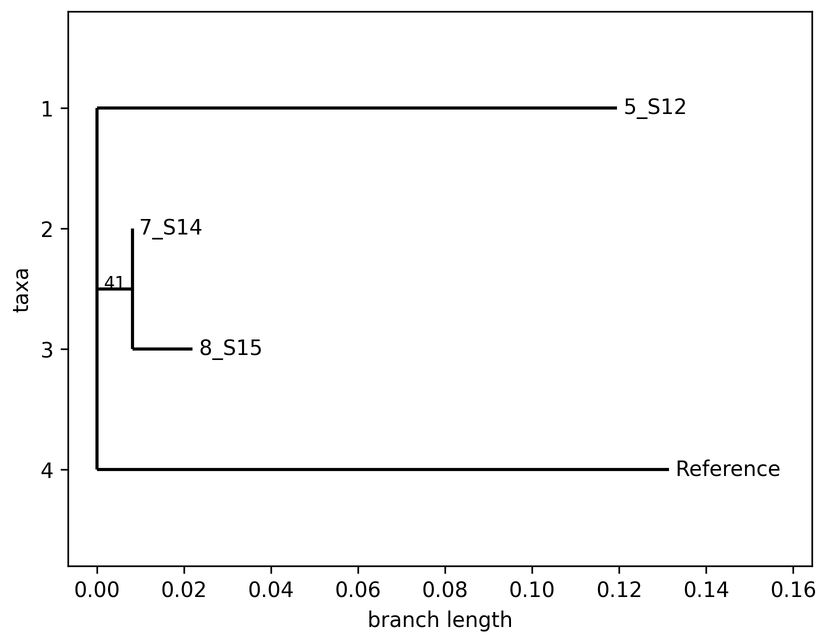 1
5_S12
2
7_S14
41
taxa
3
8_S15
4
Reference
0.00 0.02 0.04 0.06 0.08 0.10 0.12 0.14 0.16
branch length